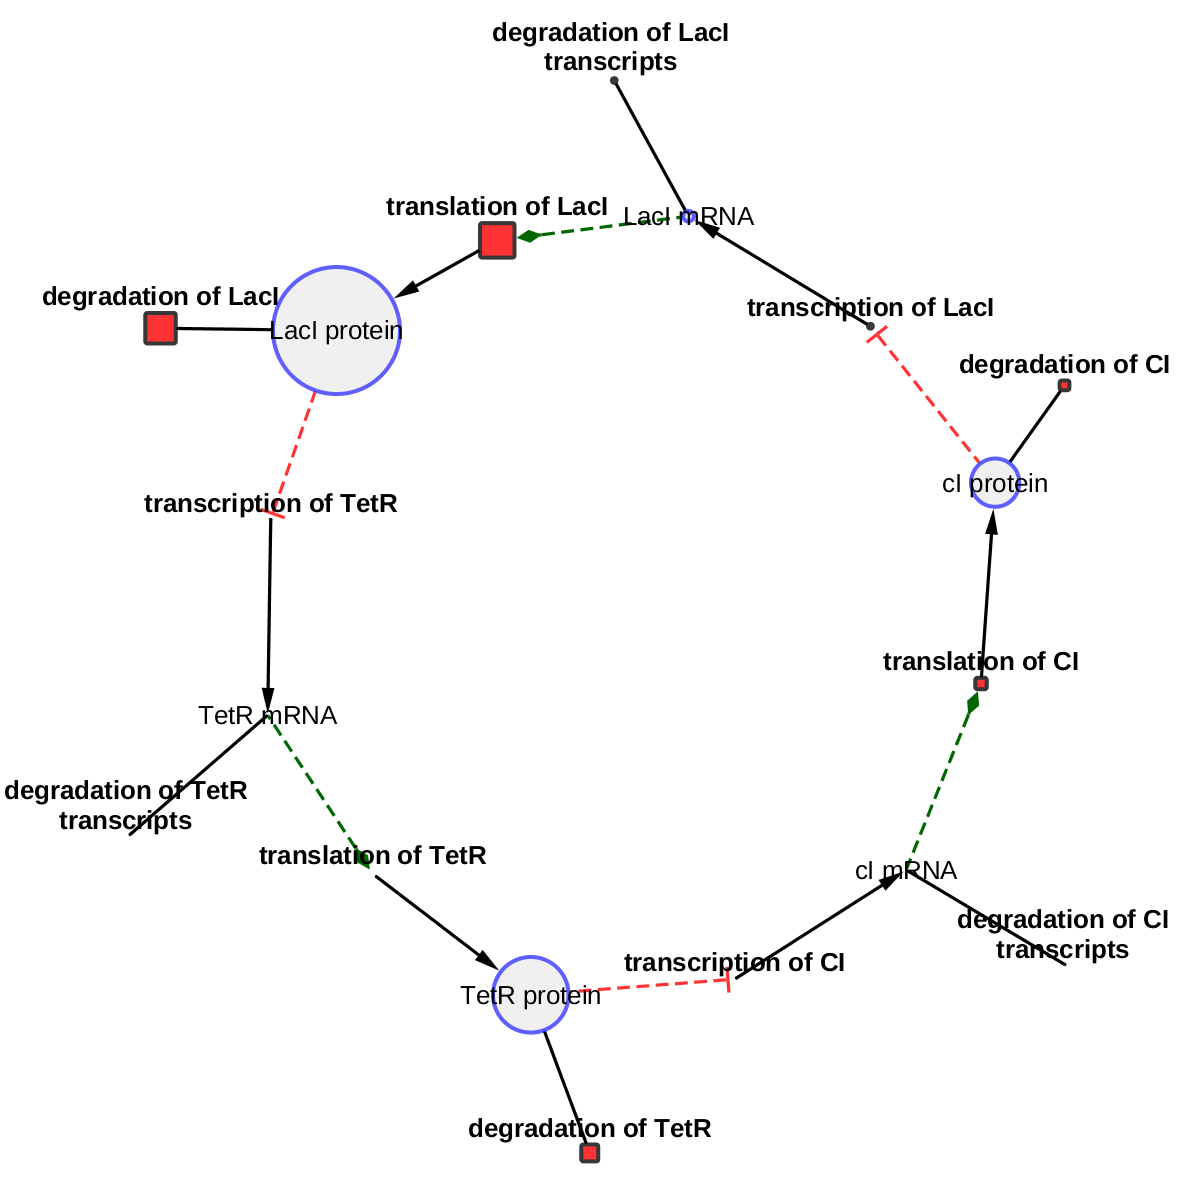 degradation of LacI
transcripts
translation of LacI
LacI mRNA
degradation of LacI
transcription of LacI
LacI protein
degradation of CI
cI protein
transcription of TetR
translation of CI
TetR mRNA
degradation of TetR
transcripts
translation of TetR
cI mRNA
degradation of CI
transcripts
transcription of CI
TetR protein
degradation of TetR